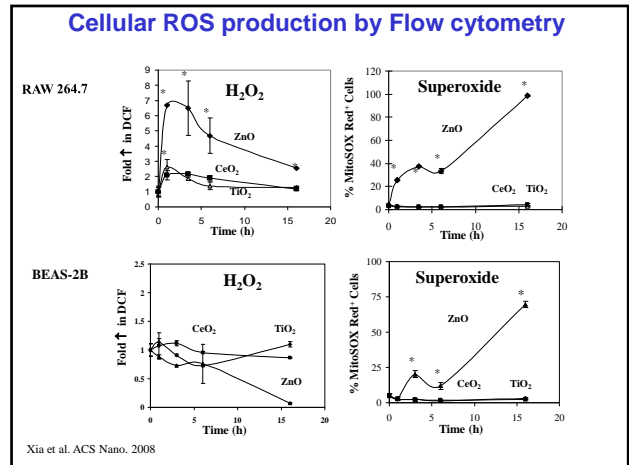 Cellular ROS production by Flow cytometry
RAW 264.7
H₂O₂
Fold ↑ in DCF
9
8
7
6
5
4
3
2
1
0
*
*
*
*
*
ZnO
CeO₂
TiO₂
0 5 10 15 20
Time (h)
Superoxide
% MitoSOX Red⁺ Cells
120
100
80
60
40
20
0
*
*
*
*
ZnO
CeO₂ TiO₂
0 5 10 15 20
Time (h)
BEAS-2B
H₂O₂
Fold ↑ in DCF
2
1.5
1
0.5
0
CeO₂
TiO₂
ZnO
0 5 10 15 20
Time (h)
Superoxide
% MitoSOX Red⁺ Cells
100
75
50
25
0
*
*
*
ZnO
CeO₂ TiO₂
0 5 10 15 20
Time (h)
Xia et al. ACS Nano. 2008